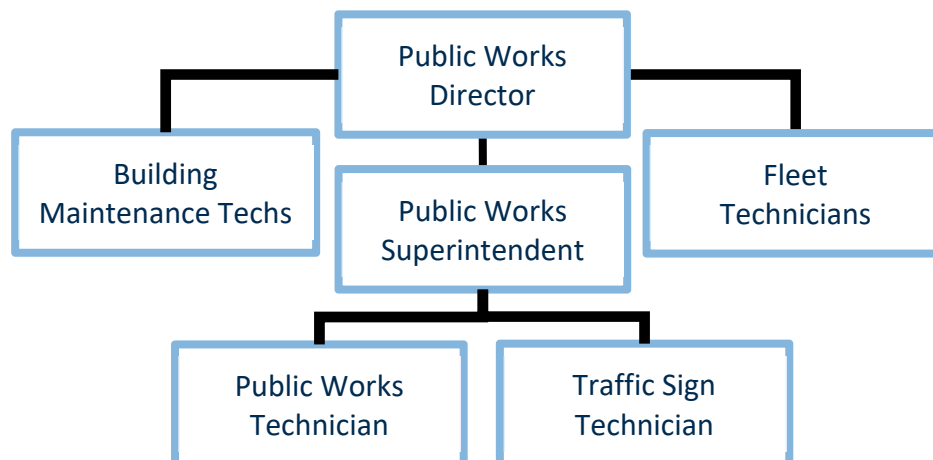 Public Works
Director
Building
Maintenance Techs
Public Works
Superintendent
Fleet
Technicians
Public Works
Technician
Traffic Sign
Technician